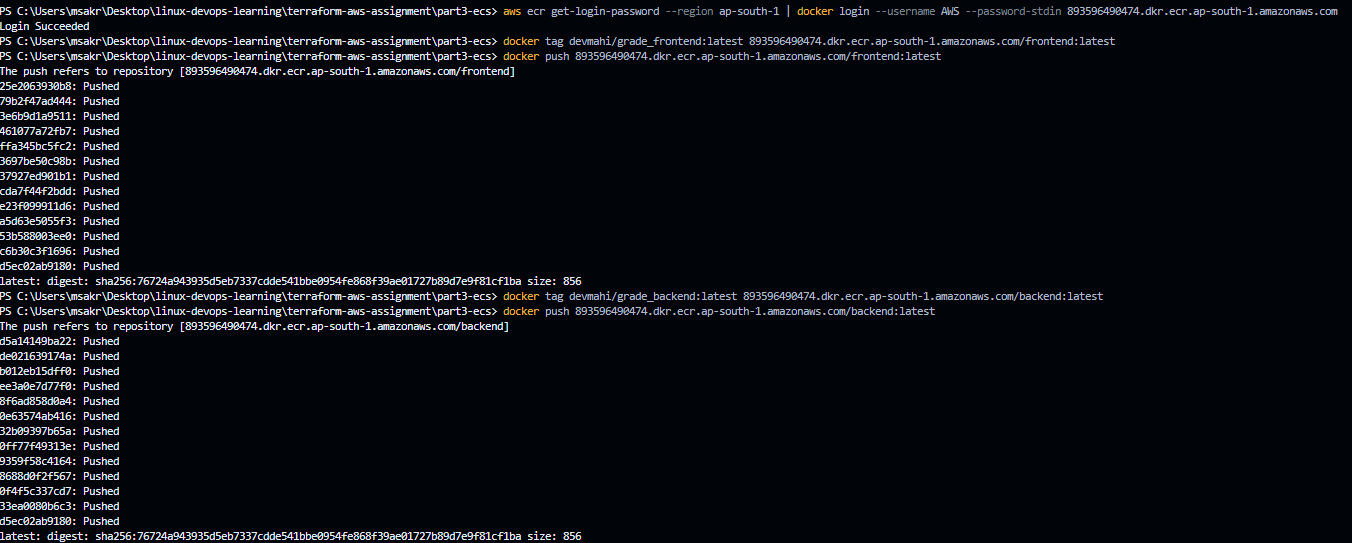 PS C:\Users\msakr\Desktop\linux-devops-learning\terraform-aws-assignment\part3-ecs> aws ecr get-login-password --region ap-south-1 | docker login --username AWS --password-stdin 893596490474.dkr.ecr.ap-south-1.amazonaws.com
Login Succeeded
PS C:\Users\msakr\Desktop\linux-devops-learning\terraform-aws-assignment\part3-ecs> docker tag devmahi/grade_frontend:latest 893596490474.dkr.ecr.ap-south-1.amazonaws.com/frontend:latest
PS C:\Users\msakr\Desktop\linux-devops-learning\terraform-aws-assignment\part3-ecs> docker push 893596490474.dkr.ecr.ap-south-1.amazonaws.com/frontend:latest
The push refers to repository [893596490474.dkr.ecr.ap-south-1.amazonaws.com/frontend]
25e2063930b8: Pushed
79b2f47ad444: Pushed
3e6b9d1a9511: Pushed
461077a72fb7: Pushed
ffa345bc5fc2: Pushed
3697be50c98b: Pushed
37927ed901b1: Pushed
cda7f44f2bdd: Pushed
e23f099911d6: Pushed
a5d63e5055f3: Pushed
53b588003ee0: Pushed
c6b30c3f1696: Pushed
d5ec02ab9180: Pushed
latest: digest: sha256:76724a943935d5eb7337cdde541bbe0954fe868f39ae01727b89d7e9f81cf1ba size: 856
PS C:\Users\msakr\Desktop\linux-devops-learning\terraform-aws-assignment\part3-ecs> docker tag devmahi/grade_backend:latest 893596490474.dkr.ecr.ap-south-1.amazonaws.com/backend:latest
PS C:\Users\msakr\Desktop\linux-devops-learning\terraform-aws-assignment\part3-ecs> docker push 893596490474.dkr.ecr.ap-south-1.amazonaws.com/backend:latest
The push refers to repository [893596490474.dkr.ecr.ap-south-1.amazonaws.com/backend]
d5a14149ba22: Pushed
de021639174a: Pushed
b012eb15dff0: Pushed
ee3a0e7d77f0: Pushed
8f6ad858d0a4: Pushed
0e63574ab416: Pushed
32b09397b65a: Pushed
0ff77f49313e: Pushed
9359f58c4164: Pushed
8688d0f2f567: Pushed
0f4f5c337cd7: Pushed
33ea0080b6c3: Pushed
d5ec02ab9180: Pushed
latest: digest: sha256:76724a943935d5eb7337cdde541bbe0954fe868f39ae01727b89d7e9f81cf1ba size: 856